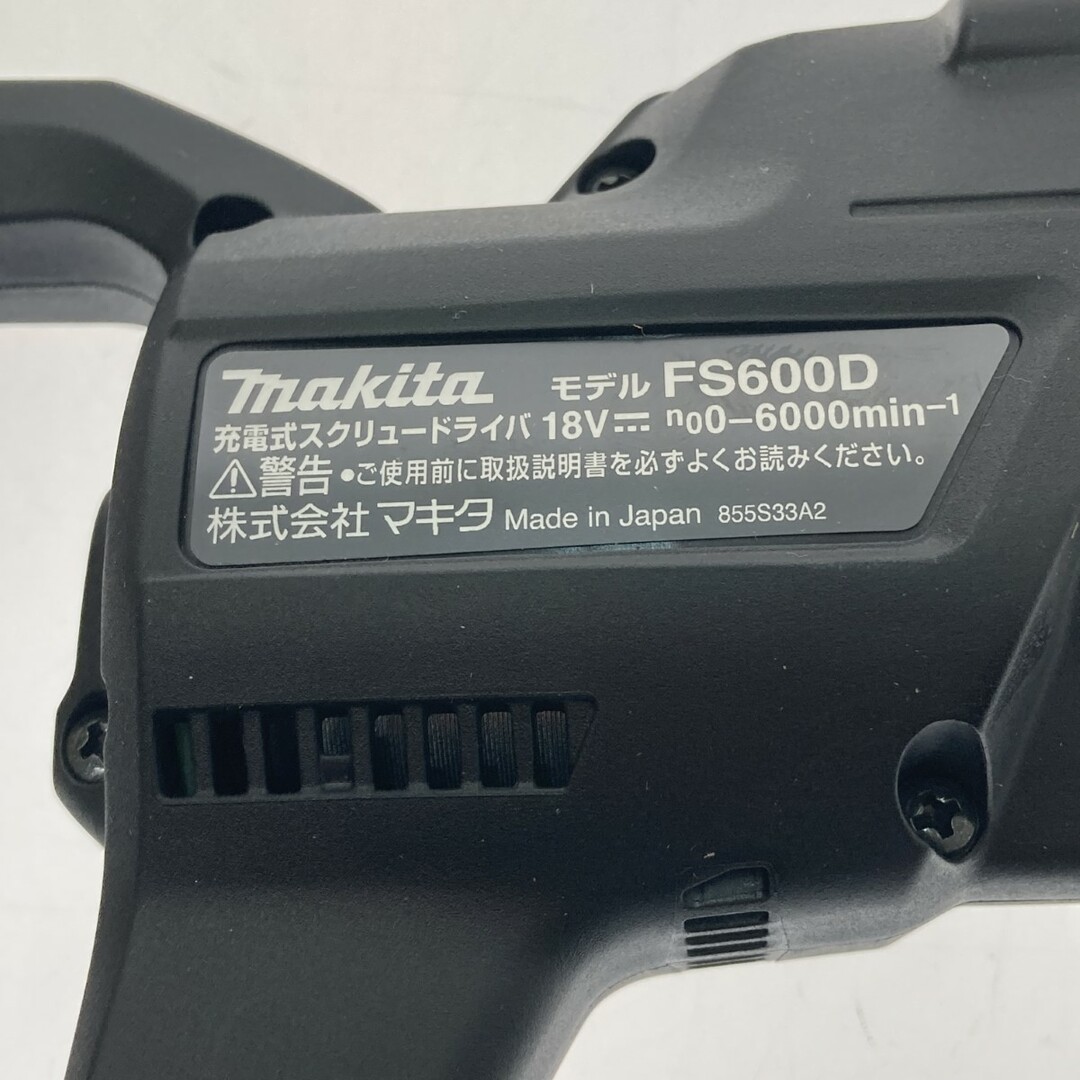 makita モデル FS600D
充電式スクリュードライバ 18V⎓ n₀0-6000min⁻¹
⚠警告 •ご使用前に取扱説明書を必ずよくお読みください。
株式会社 マキタ Made in Japan 855S33A2